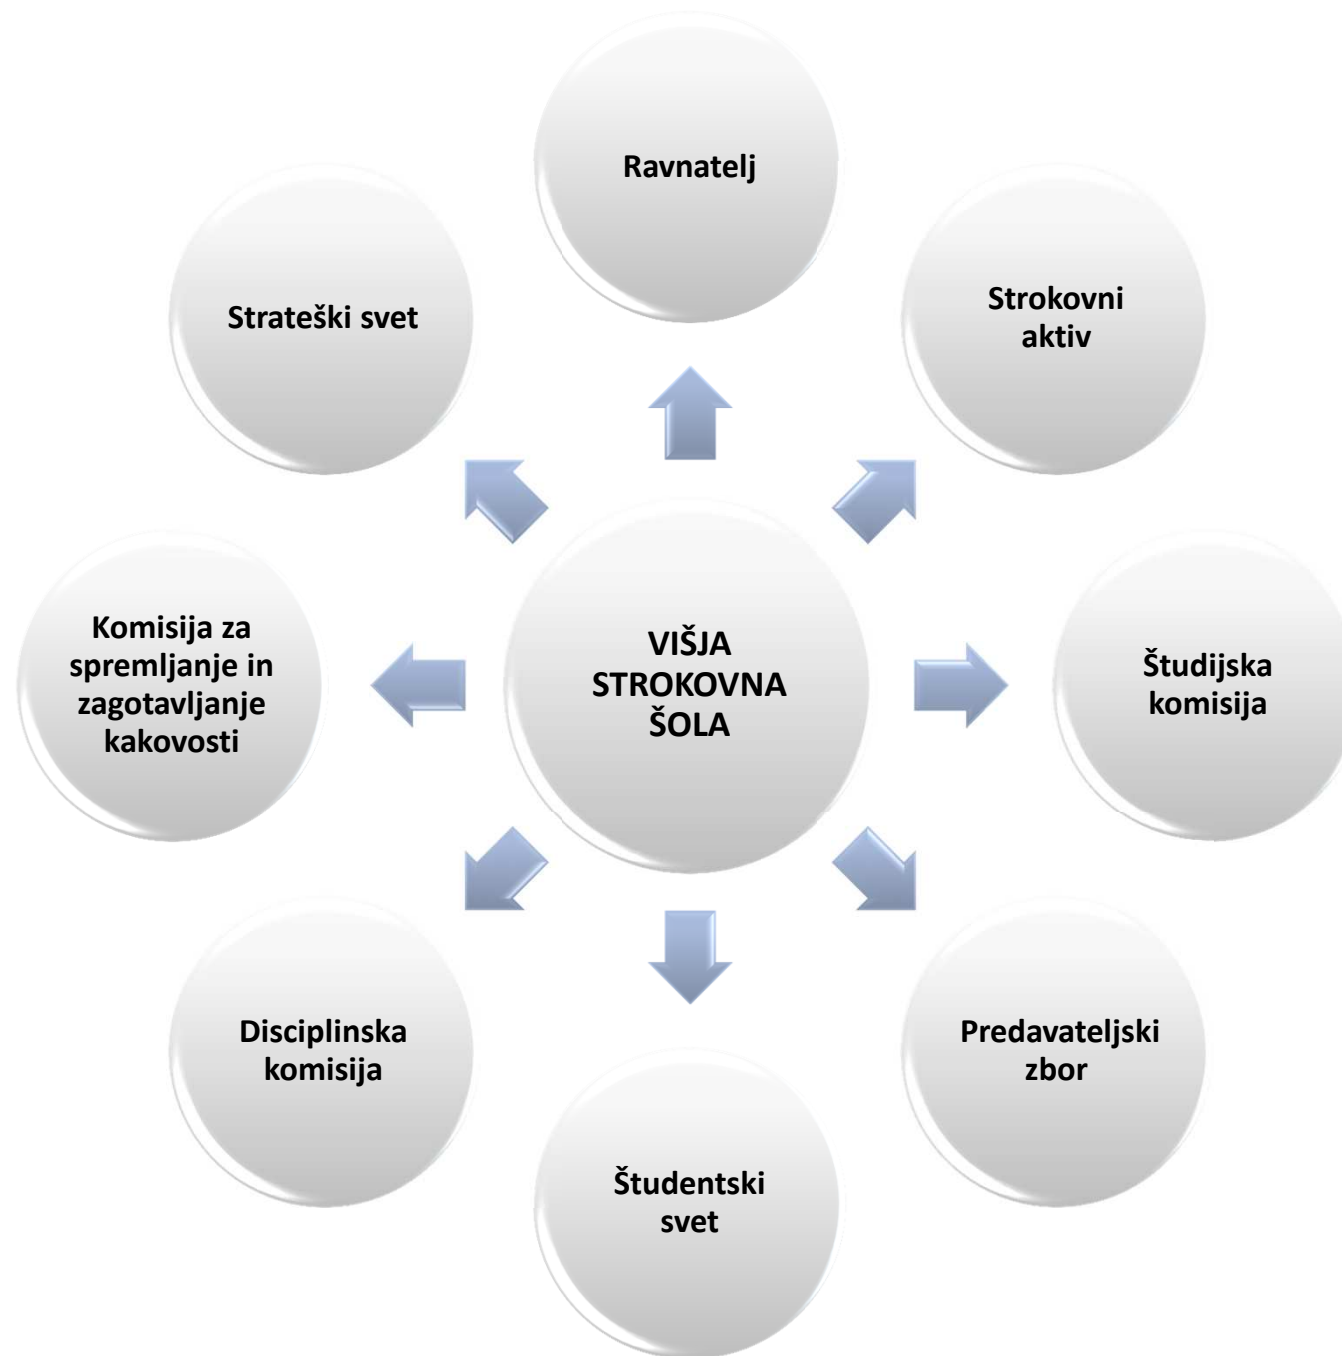 Ravnatelj
Strokovni
aktiv
Študijska
komisija
Predavateljski
zbor
Študentski
svet
Disciplinska
komisija
Komisija za
spremljanje in
zagotavljanje
kakovosti
Strateški svet
VIŠJA
STROKOVNA
ŠOLA